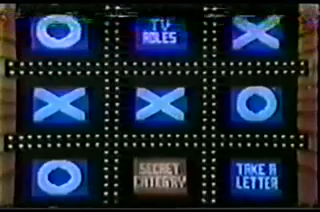 O
TV
ROLES
X
X
X
O
O
SECRET
CATEGORY
TAKE A
LETTER